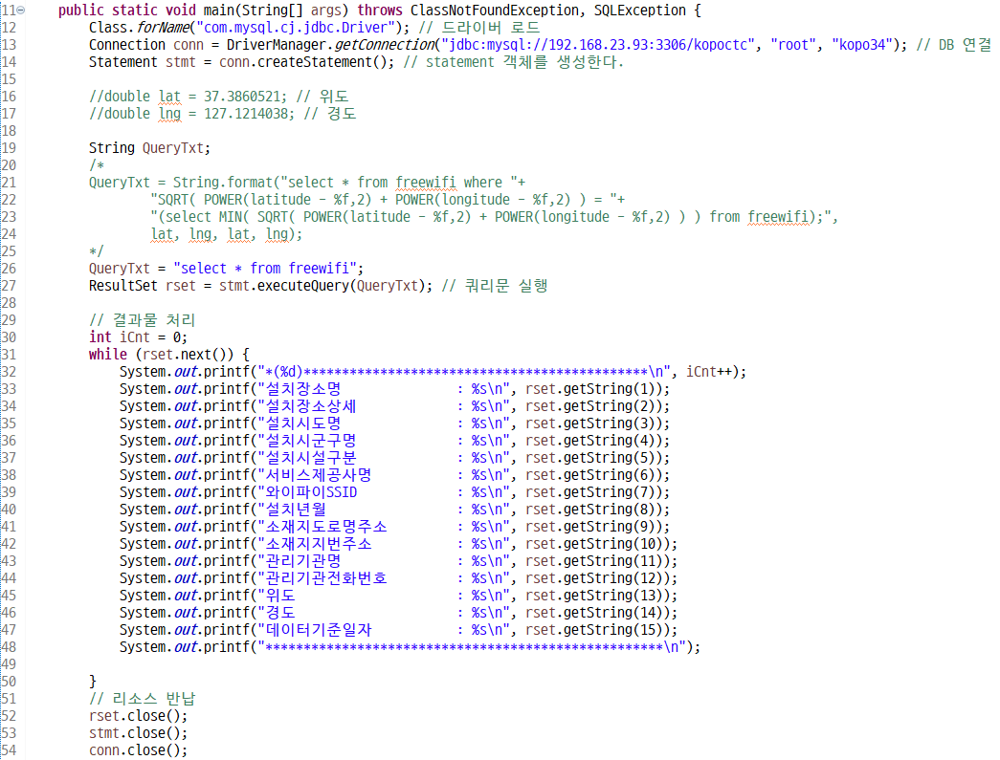 11 public static void main(String[] args) throws ClassNotFoundException, SQLException {
12 Class.forName("com.mysql.cj.jdbc.Driver"); // 드라이버 로드
13 Connection conn = DriverManager.getConnection("jdbc:mysql://192.168.23.93:3306/kopoctc", "root", "kopo34"); // DB 연결
14 Statement stmt = conn.createStatement(); // statement 객체를 생성한다.
15
16 //double lat = 37.3860521; // 위도
17 //double lng = 127.1214038; // 경도
18
19 String QueryTxt;
20 /*
21 QueryTxt = String.format("select * from freewifi where "+
22 "SQRT( POWER(latitude - %f,2) + POWER(longitude - %f,2) ) = "+
23 "(select MIN( SQRT( POWER(latitude - %f,2) + POWER(longitude - %f,2) ) ) from freewifi);",
24 lat, lng, lat, lng);
25 */
26 QueryTxt = "select * from freewifi";
27 ResultSet rset = stmt.executeQuery(QueryTxt); // 쿼리문 실행
28
29 // 결과물 처리
30 int iCnt = 0;
31 while (rset.next()) {
32 System.out.printf("*(%d)*********************************************\n", iCnt++);
33 System.out.printf("설치장소명 : %s\n", rset.getString(1));
34 System.out.printf("설치장소상세 : %s\n", rset.getString(2));
35 System.out.printf("설치시도명 : %s\n", rset.getString(3));
36 System.out.printf("설치시군구명 : %s\n", rset.getString(4));
37 System.out.printf("설치시설구분 : %s\n", rset.getString(5));
38 System.out.printf("서비스제공사명 : %s\n", rset.getString(6));
39 System.out.printf("와이파이SSID : %s\n", rset.getString(7));
40 System.out.printf("설치년월 : %s\n", rset.getString(8));
41 System.out.printf("소재지도로명주소 : %s\n", rset.getString(9));
42 System.out.printf("소재지지번주소 : %s\n", rset.getString(10));
43 System.out.printf("관리기관명 : %s\n", rset.getString(11));
44 System.out.printf("관리기관전화번호 : %s\n", rset.getString(12));
45 System.out.printf("위도 : %s\n", rset.getString(13));
46 System.out.printf("경도 : %s\n", rset.getString(14));
47 System.out.printf("데이터기준일자 : %s\n", rset.getString(15));
48 System.out.printf("****************************************************\n");
49
50 }
51 // 리소스 반납
52 rset.close();
53 stmt.close();
54 conn.close();